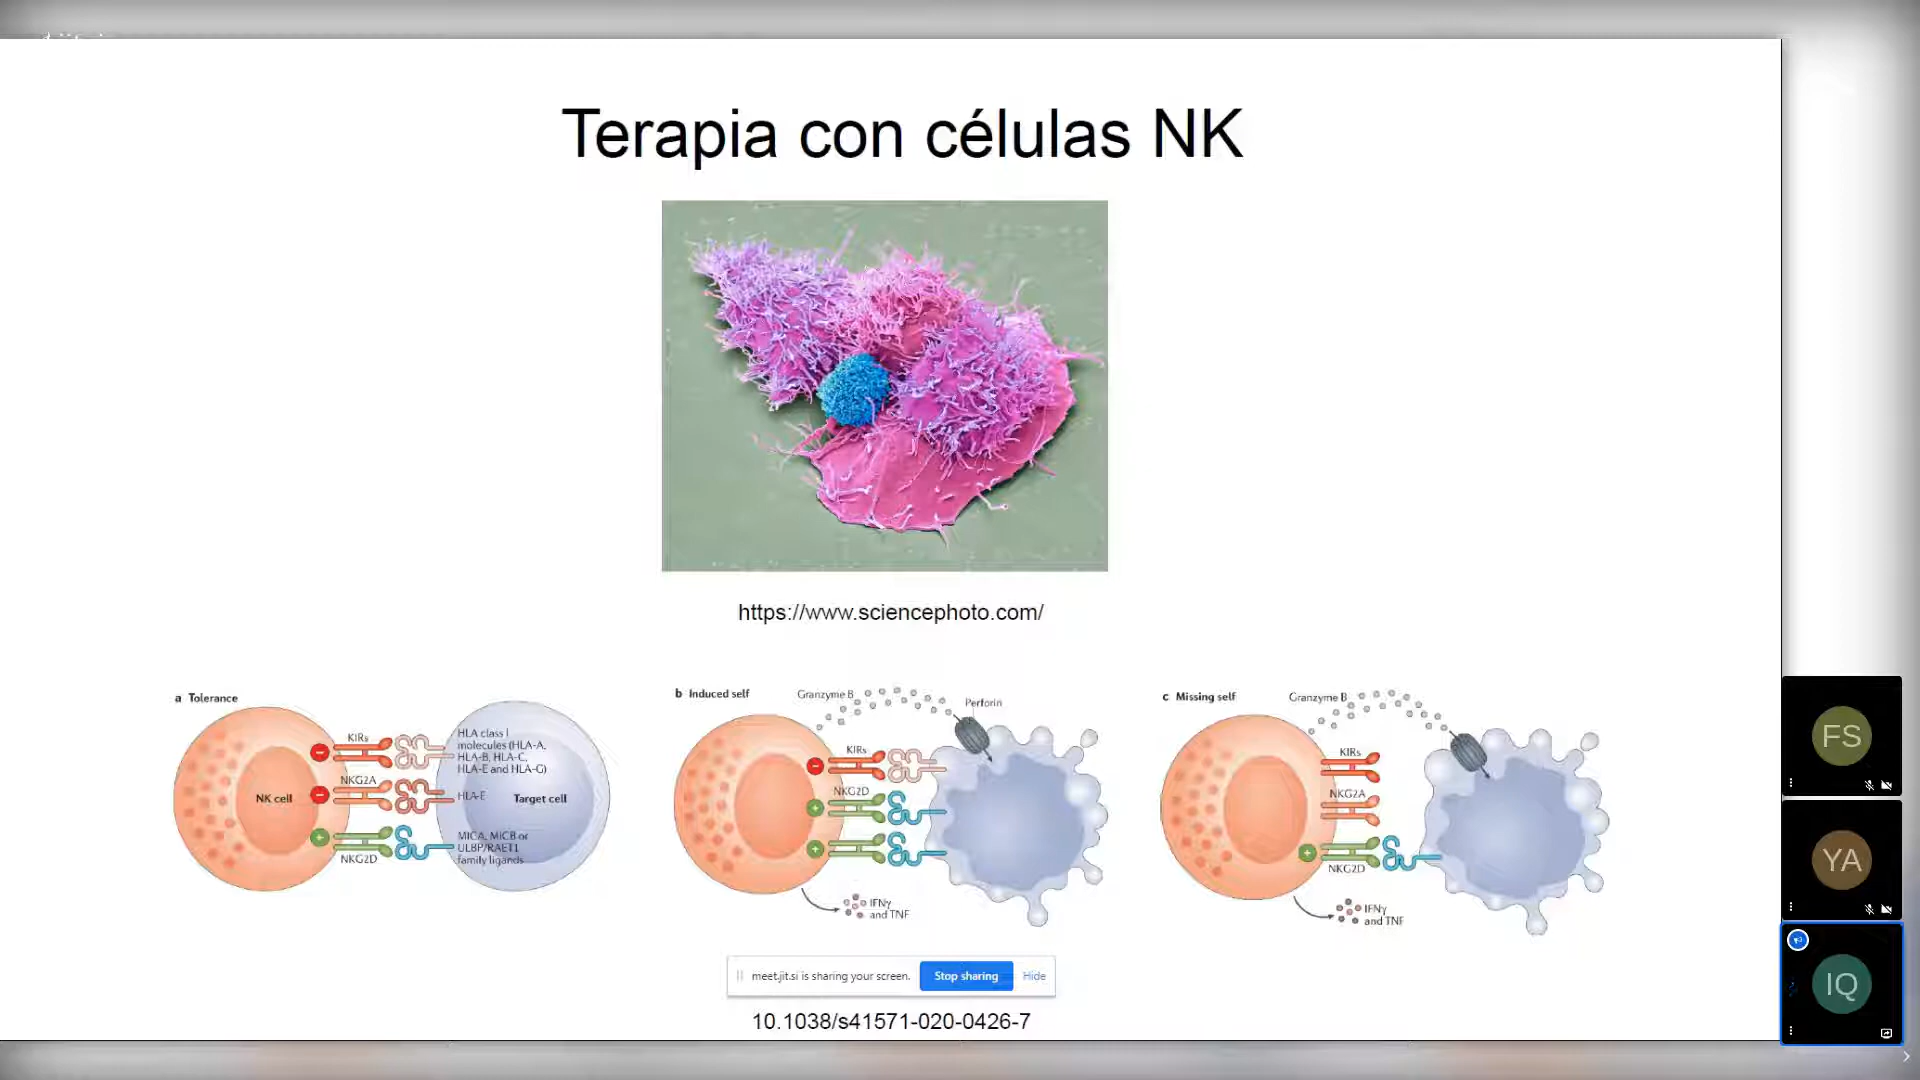 Terapia con células NK
https://www.sciencephoto.com/
a Tolerance
KIRs
NKG2A
NK cell
NKG2D
HLA class I
molecules (HLA-A,
HLA-B, HLA-C,
HLA-E and HLA-G)
HLA-E
Target cell
MICA, MICB or
ULBP/RAET1
family ligands
b Induced self
Granzyme B
Perforin
KIRs
NKG2D
IFNγ
and TNF
c Missing self
Granzyme B
KIRs
NKG2A
NKG2D
IFNγ
and TNF
meet.jit.si is sharing your screen.
Stop sharing
Hide
10.1038/s41571-020-0426-7
FS
YA
IQ